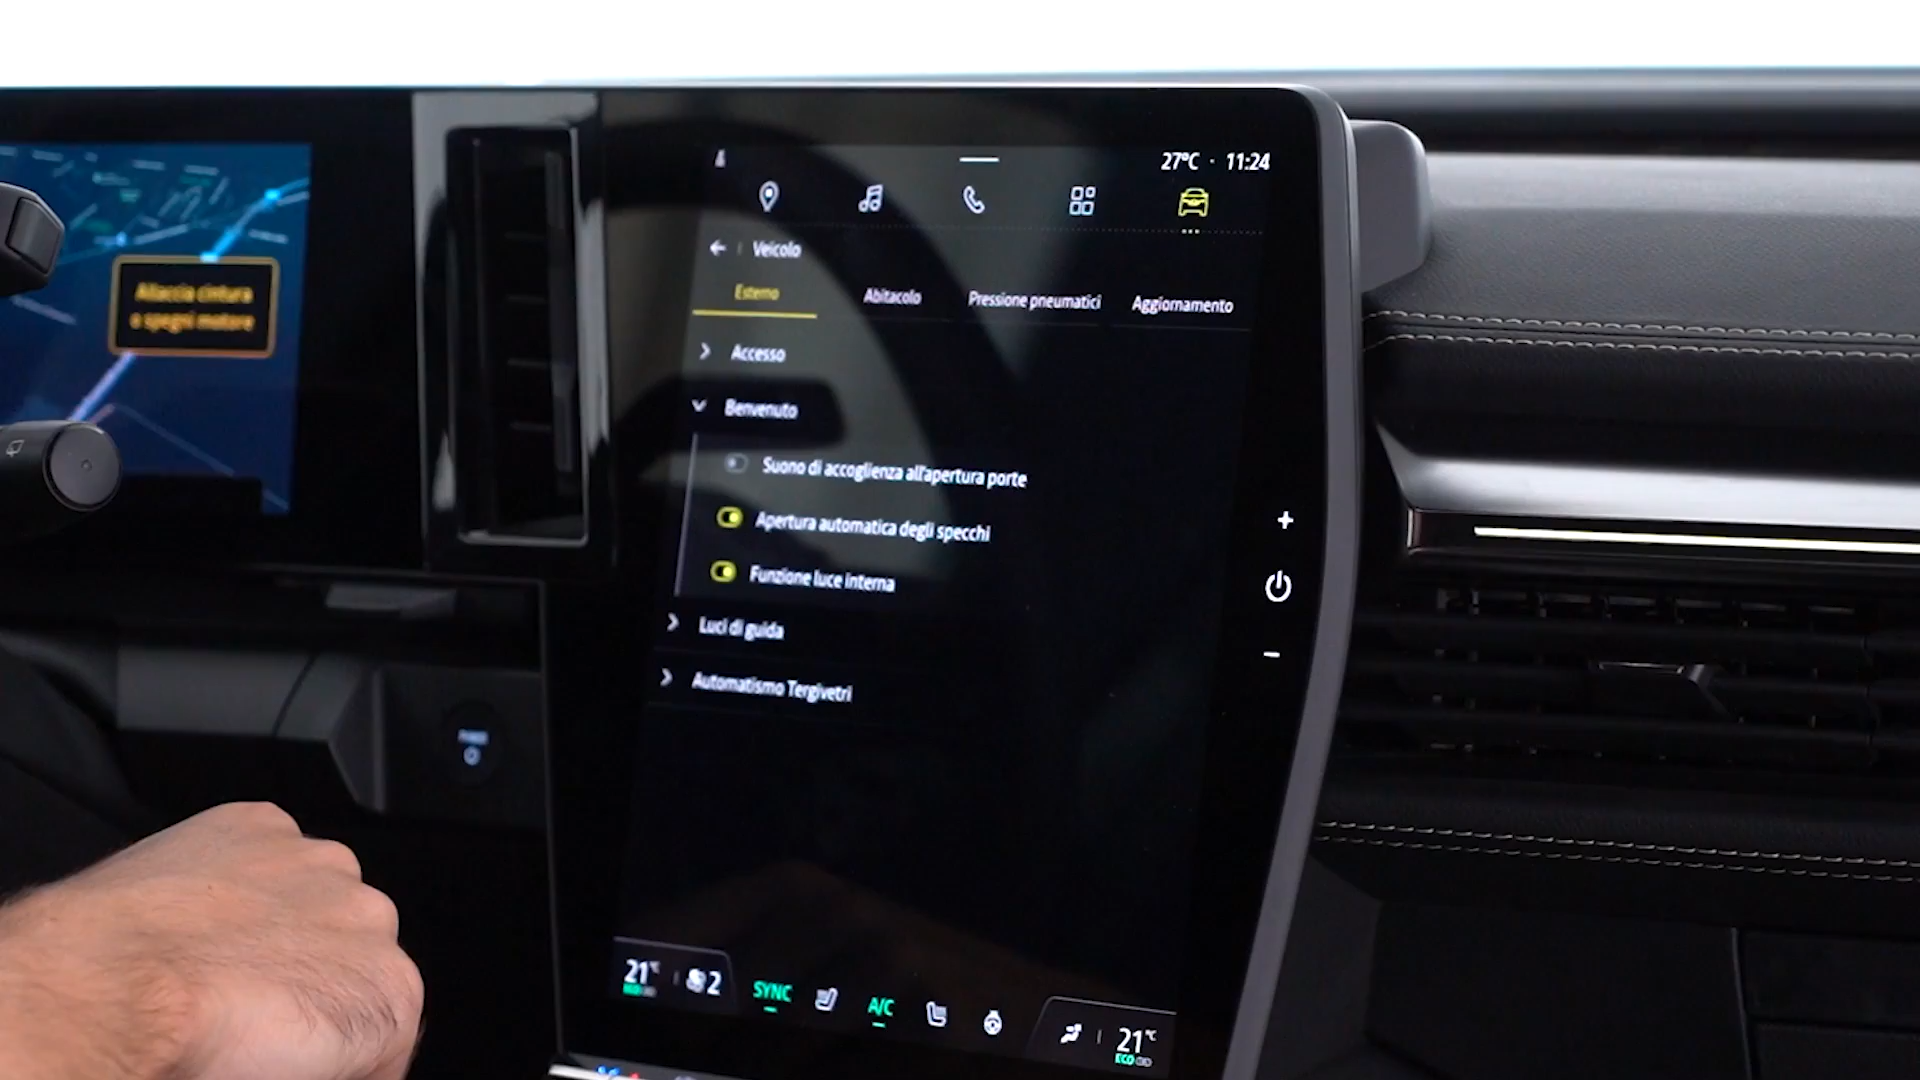 27°C · 11:24
Veicolo
Esterno Abitacolo Pressione pneumatici Aggiornamento
Accesso
Benvenuto
Suono di accoglienza all'apertura porte
Apertura automatica degli specchi
Funzione luce interna
Luci di guida
Automatismo Tergivetri
Allaccia cintura
o spegni motore
+
−
21°C 2 SYNC A/C 21°C
ECO ECO